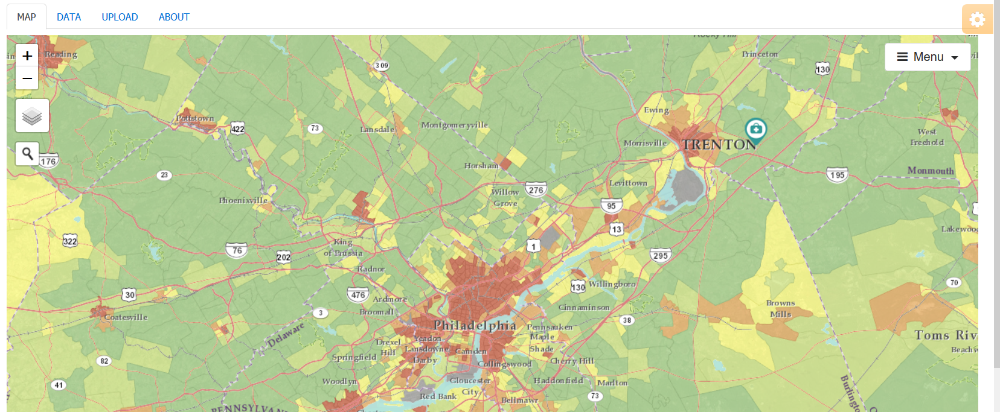 MAP DATA UPLOAD ABOUT
Rocky Hill
Reading
Princeton
Menu
309
130
Ewing
Pottstown
422
73
Lansdale
Montgomeryville
West
Freehold
Morrisville
TRENTON
176
Horsham
23
195
Monmouth
Levittown
Phoenixville
Willow
Grove
276
95
13
Lakewood
322
King
of Prussia
76
202
1
295
Radnor
30
476
Ardmore
130
Willingboro
70
Browns
Mills
Coatesville
3
Broomall
Cinnaminson
38
Philadelphia
Pennsauken
Maple
Shade
Delaware
Drexel
Hill
Yeadon
Lansdowne
Darby
Camden
Toms Riv
Beachw
Springfield
82
Collingswood
Cherry Hill
41
Woodlyn
Gloucester
City
Haddonfield
Marlton
Red Bank
Bellmawr
73
Burlingto
PENNSYLVAN